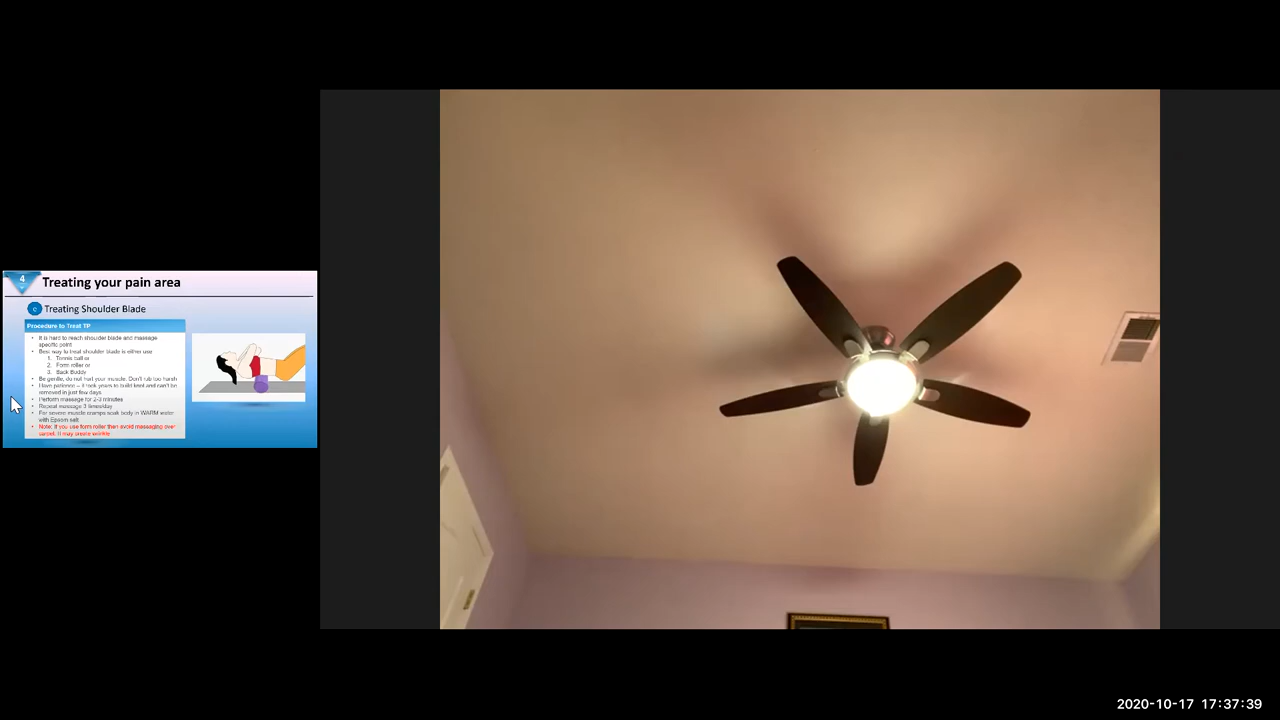 4
Treating your pain area
c
Treating Shoulder Blade
Procedure to Treat TP
It is hard to reach shoulder blade and massage
specific point
Best way to treat shoulder blade is either use
1. Tennis ball or
2. Form roller or
3. Back Buddy
Be gentle, do not hurt your muscle. Don't rub too harsh
Have patience – it took years to build knot and can't be
removed in just few days
Perform massage for 2-3 minutes
Repeat massage 3 times/day
For severe muscle cramps soak body in WARM water
with Epsom salt
Note: If you use form roller then avoid massaging over
carpet. It may create wrinkle
2020-10-17 17:37:39